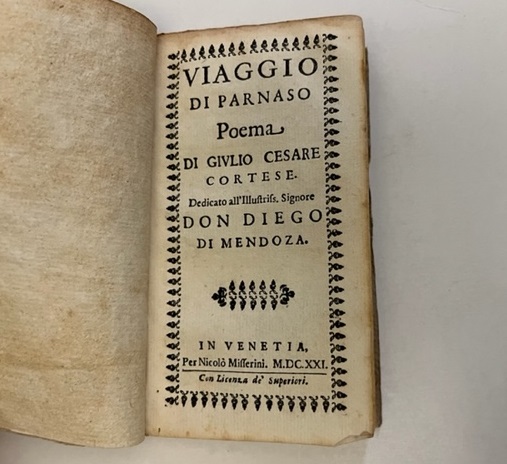 VIAGGIO
DI PARNASO
Poema
DI GIVLIO CESARE
CORTESE.
Dedicato all'Illustriss. Signore
DON DIEGO
DI MENDOZA.
IN VENETIA,
Per Nicolò Misserini. M.DC.XXI.
Con Licenza de' Superiori.